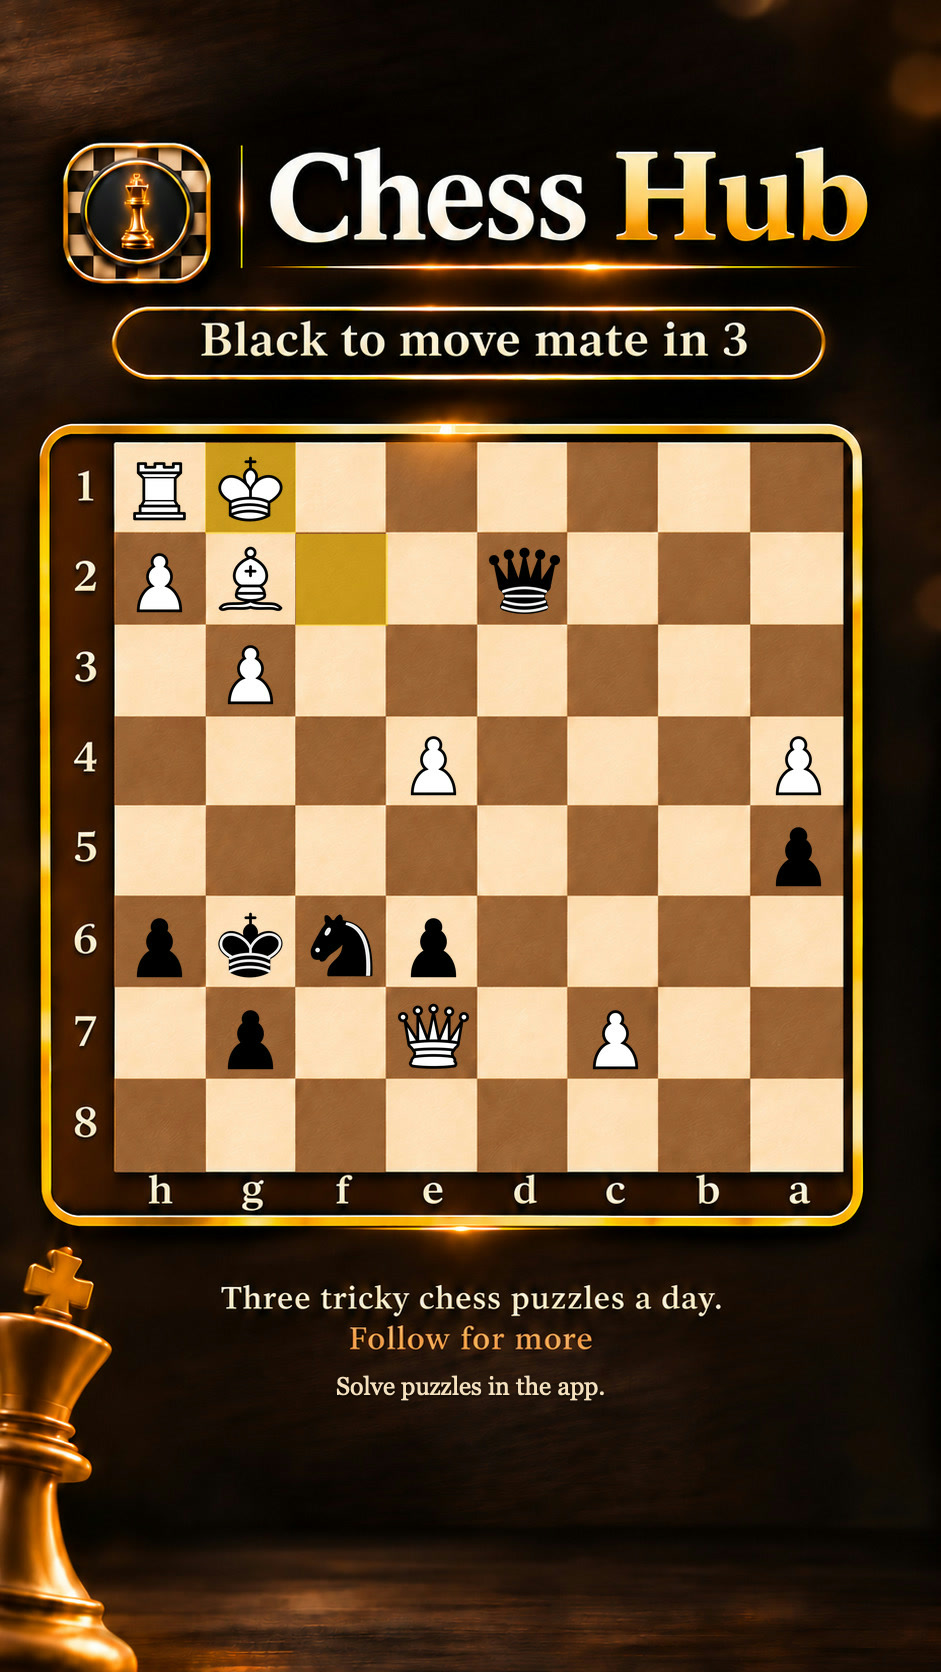 Chess Hub
Black to move mate in 3
1
2
3
4
5
6
7
8
h g f e d c b a
Three tricky chess puzzles a day.
Follow for more
Solve puzzles in the app.